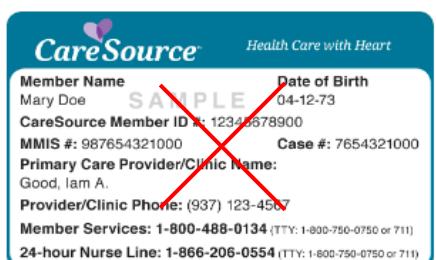 CareSource
Health Care with Heart
Member Name Date of Birth
Mary Doe SAMPLE 04-12-73
CareSource Member ID #: 12345678900
MMIS #: 987654321000 Case #: 7654321000
Primary Care Provider/Clinic Name:
Good, Iam A.
Provider/Clinic Phone: (937) 123-4567
Member Services: 1-800-488-0134 (TTY: 1-800-750-0750 or 711)
24-hour Nurse Line: 1-866-206-0554 (TTY: 1-800-750-0750 or 711)